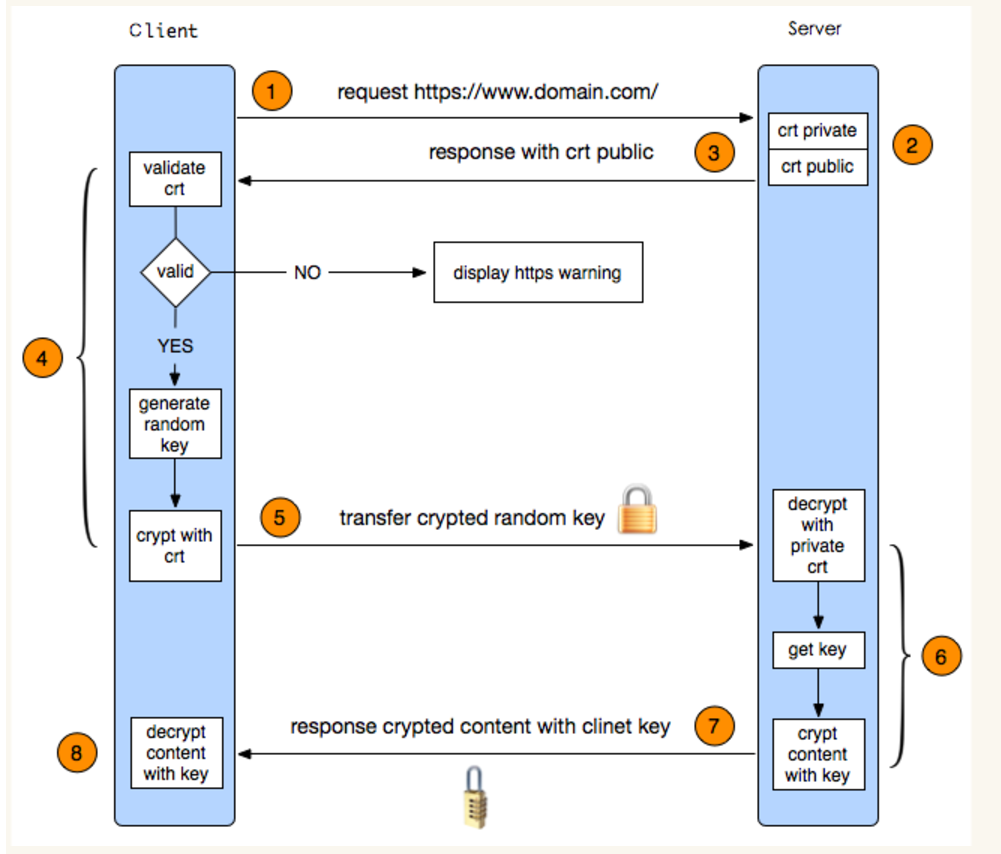 Client
Server
1
request https://www.domain.com/
crt private
2
crt public
response with crt public
3
validate
crt
valid
NO
display https warning
YES
4
generate
random
key
crypt with
crt
5
transfer crypted random key
decrypt
with
private
crt
get key
6
crypt
content
with key
response crypted content with clinet key
7
8
decrypt
content
with key